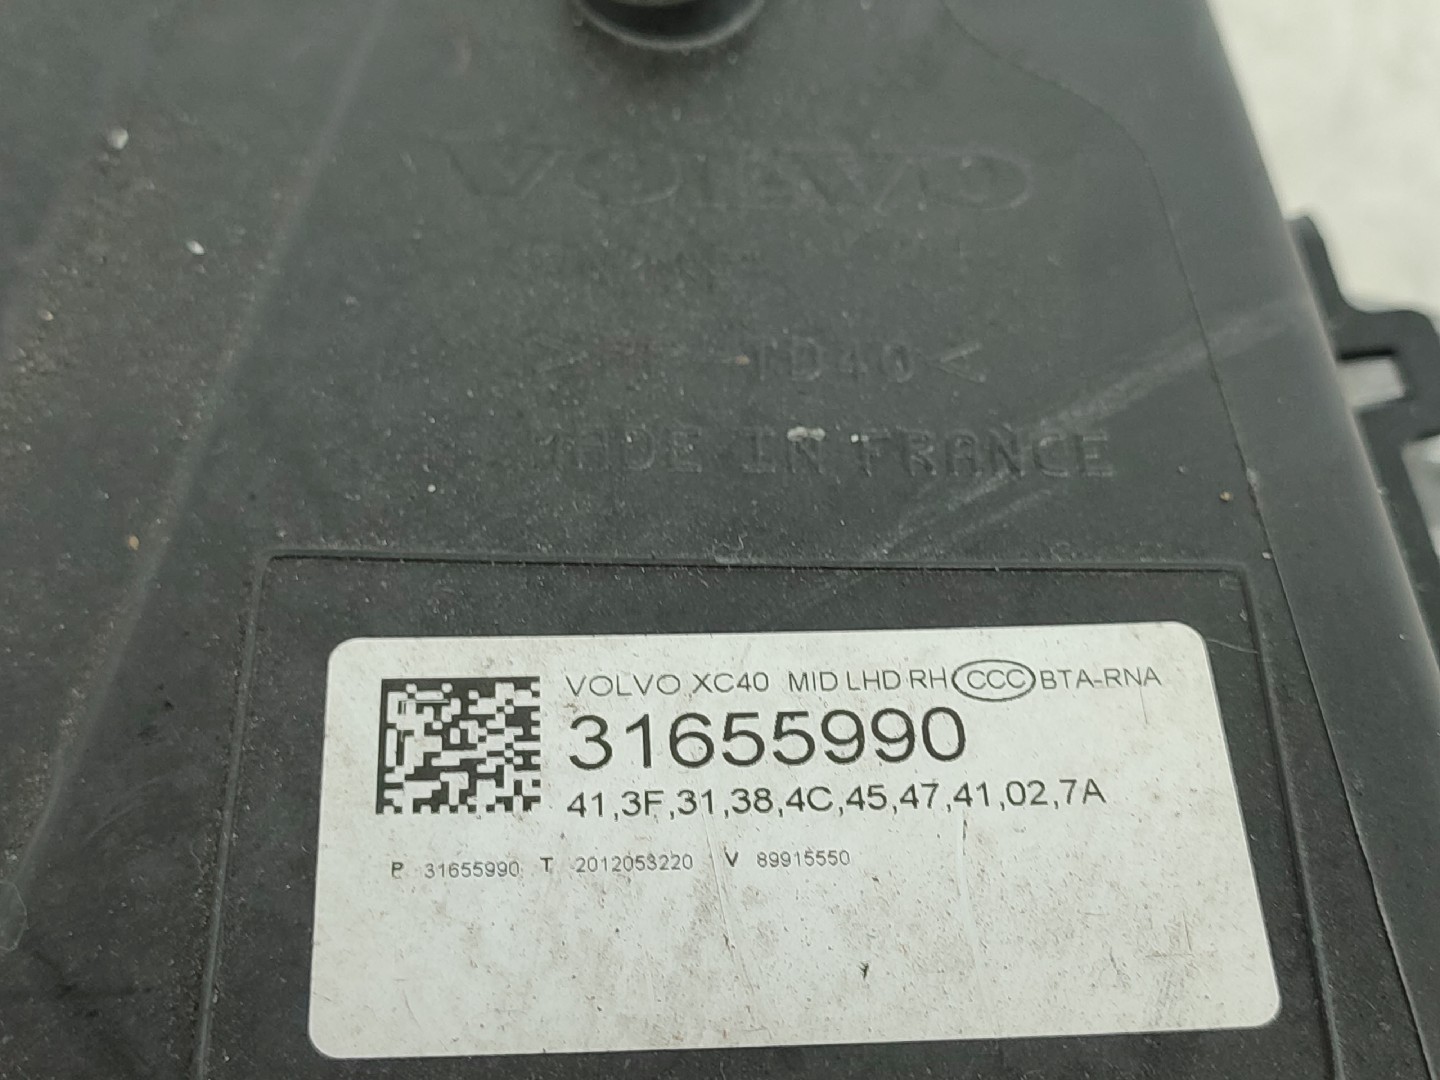 VOLVO
TD40<
MADE IN FRANCE
VOLVO XC40 MID LHD RH CCC BTA-RNA
31655990
41,3F,31,38,4C,45,47,41,02,7A
P 31655990 T 2012053220 V 89915550